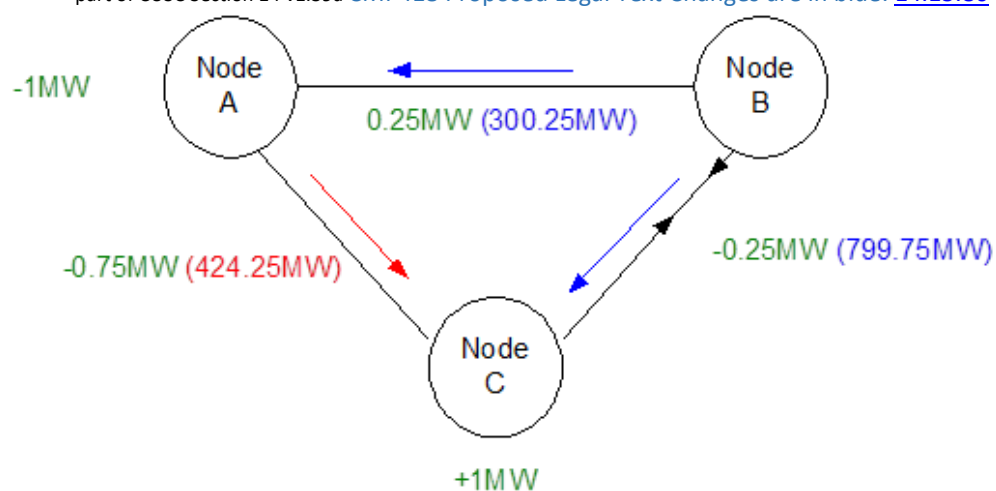 CMP423 Proposed Legal Text Changes are in blue.
Node
A
Node
B
-1MW
0.25MW (300.25MW)
-0.75MW (424.25MW)
-0.25MW (799.75MW)
Node
C
+1MW